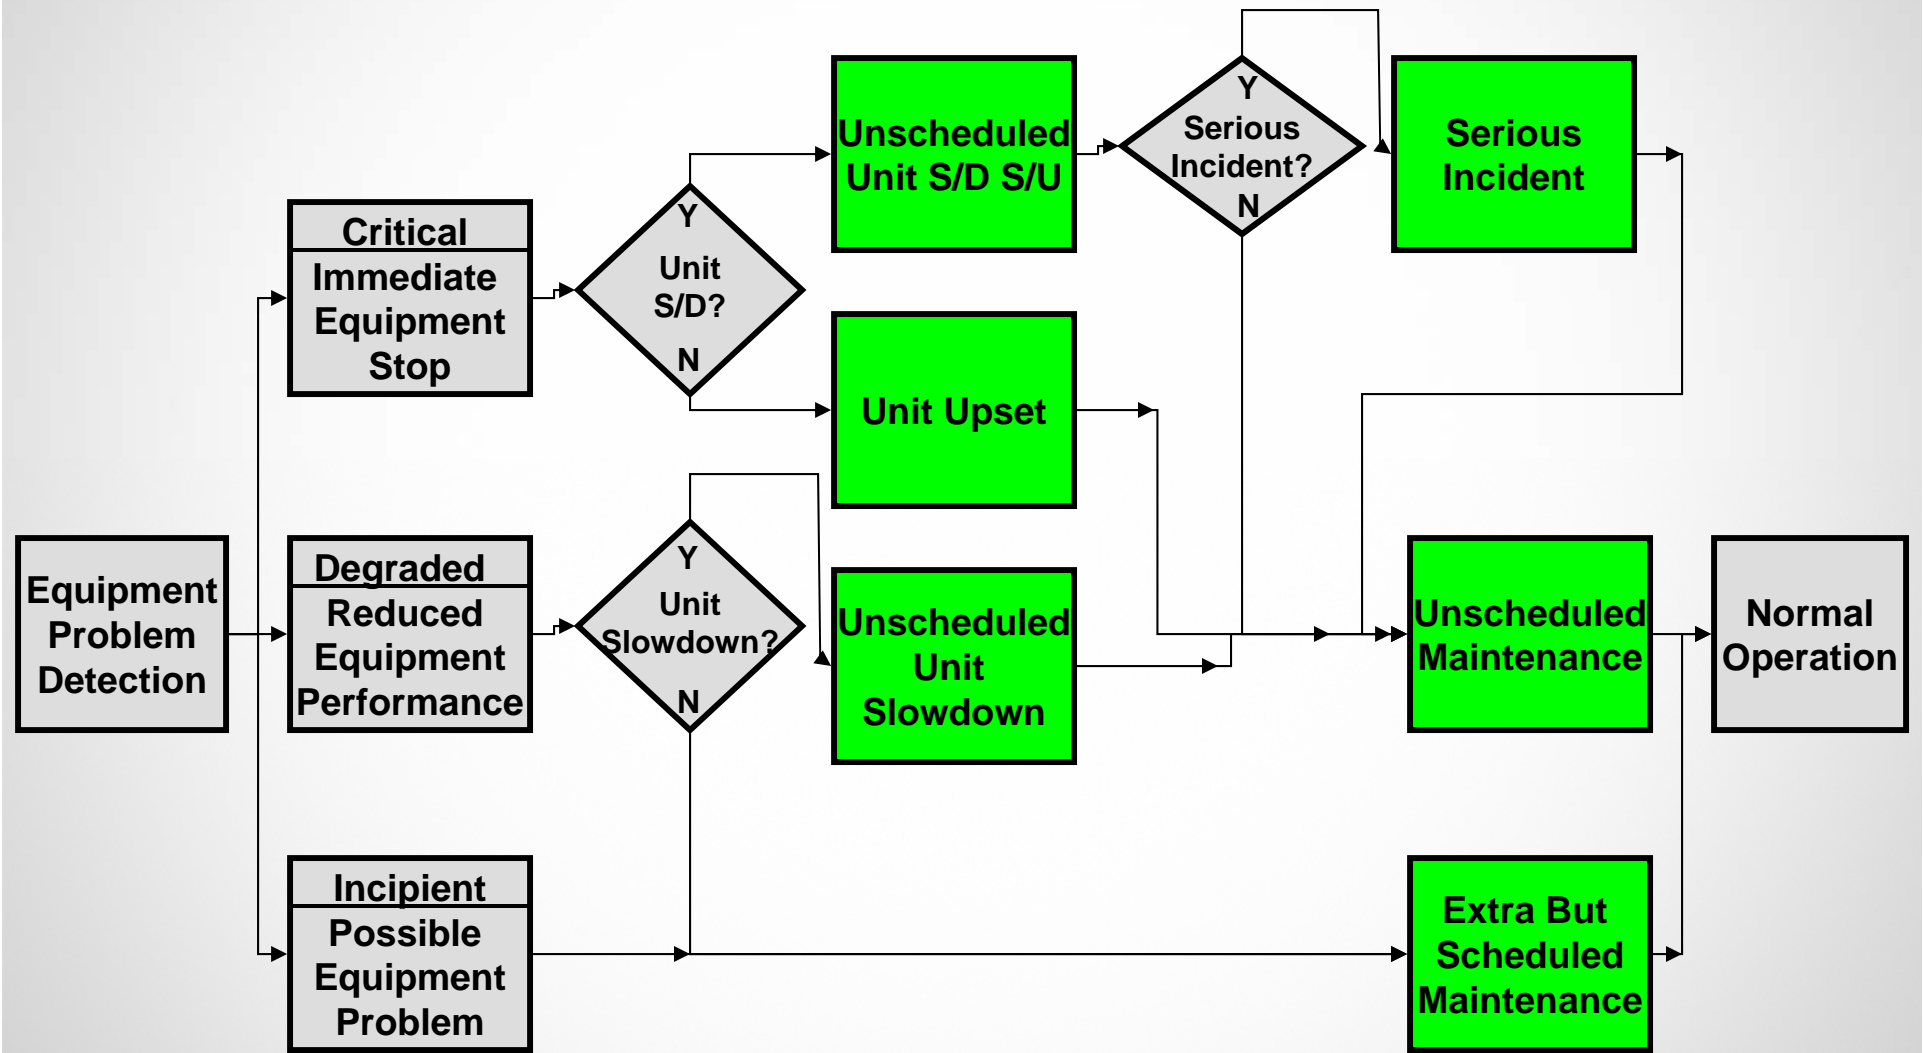 Equipment
Problem
Detection
Critical
Immediate
Equipment
Stop
Degraded
Reduced
Equipment
Performance
Incipient
Possible
Equipment
Problem
Y
Unit
S/D?
N
Y
Unit
Slowdown?
N
Unscheduled
Unit S/D S/U
Unit Upset
Unscheduled
Unit
Slowdown
Y
Serious
Incident?
N
Serious
Incident
Unscheduled
Maintenance
Extra But
Scheduled
Maintenance
Normal
Operation